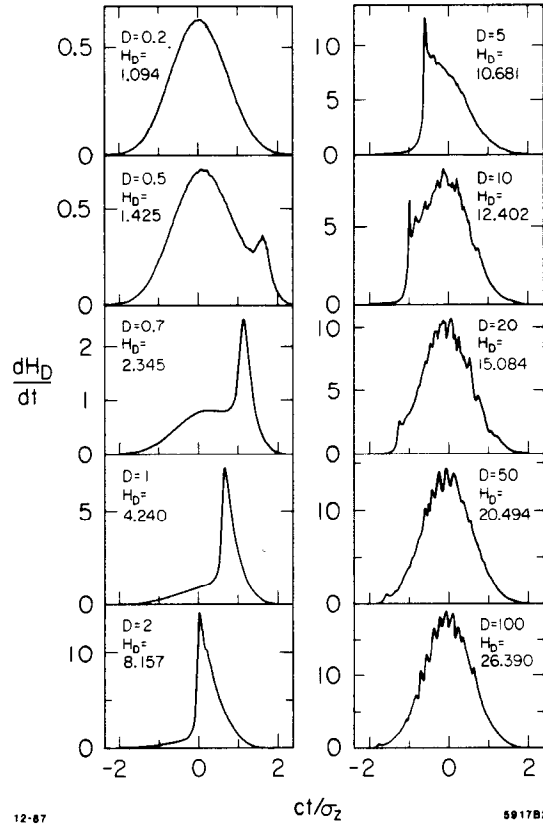 0.5
0
D=0.2
H_D=
1.094
0.5
0
D=0.5
H_D=
1.425
2
1
0
D=0.7
H_D=
2.345
5
0
D=1
H_D=
4.240
10
0
D=2
H_D=
8.157
-2 0 2
10
5
0
D=5
H_D=
10.681
5
0
D=10
H_D=
12.402
10
5
0
D=20
H_D=
15.084
10
0
D=50
H_D=
20.494
10
0
D=100
H_D=
26.390
-2 0 2
dH_D
dt
ct/σ_z
12-87
5917B2